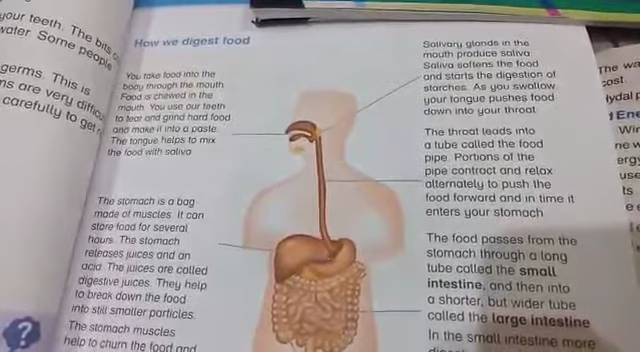 your teeth. The bits
water. Some people
germs. This is
ns are very difficu
carefully to get r
How we digest food
You take food into the
body through the mouth.
Food is chewed in the
mouth. You use our teeth
to tear and grind hard food
and make it into a paste.
The tongue helps to mix
the food with saliva
The stomach is a bag
made of muscles. It can
store food for several
hours. The stomach
releases juices and an
acid. The juices are called
digestive juices. They help
to break down the food
into still smaller particles.
The stomach muscles
help to churn the food and
Salivary glands in the
mouth produce saliva.
Saliva softens the food
and starts the digestion of
starches. As you swallow
your tongue pushes food
down into your throat.
The throat leads into
a tube called the food
pipe. Portions of the
pipe contract and relax
alternately to push the
food forward and in time it
enters your stomach
The food passes from the
stomach through a long
tube called the small
intestine, and then into
a shorter, but wider tube
called the large intestine
In the small intestine more
The wa
cost.
Hydal p
Ene
Wir
ne w
ergy
use
ts